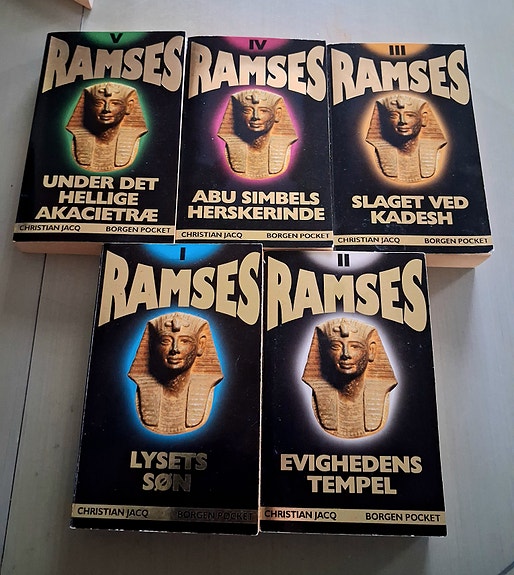 V
RAMSES
UNDER DET
HELLIGE
AKACIETRÆ
CHRISTIAN JACQ BORGEN POCKET
IV
RAMSES
ABU SIMBELS
HERSKERINDE
CHRISTIAN JACQ BORGEN POCKET
III
RAMSES
SLAGET VED
KADESH
CHRISTIAN JACQ BORGEN POCKET
I
RAMSES
LYSETS
SØN
CHRISTIAN JACQ BORGEN POCKET
II
RAMSES
EVIGHEDENS
TEMPEL
CHRISTIAN JACQ BORGEN POCKET